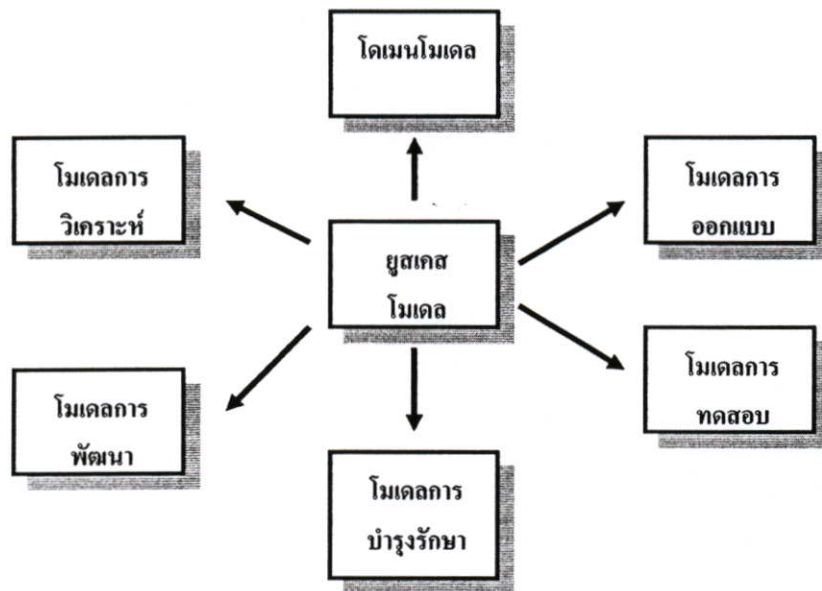 โดเมนโมเดล
โมเดลการ
วิเคราะห์
โมเดลการ
ออกแบบ
ยูสเคส
โมเดล
โมเดลการ
พัฒนา
โมเดลการ
ทดสอบ
โมเดลการ
บำรุงรักษา